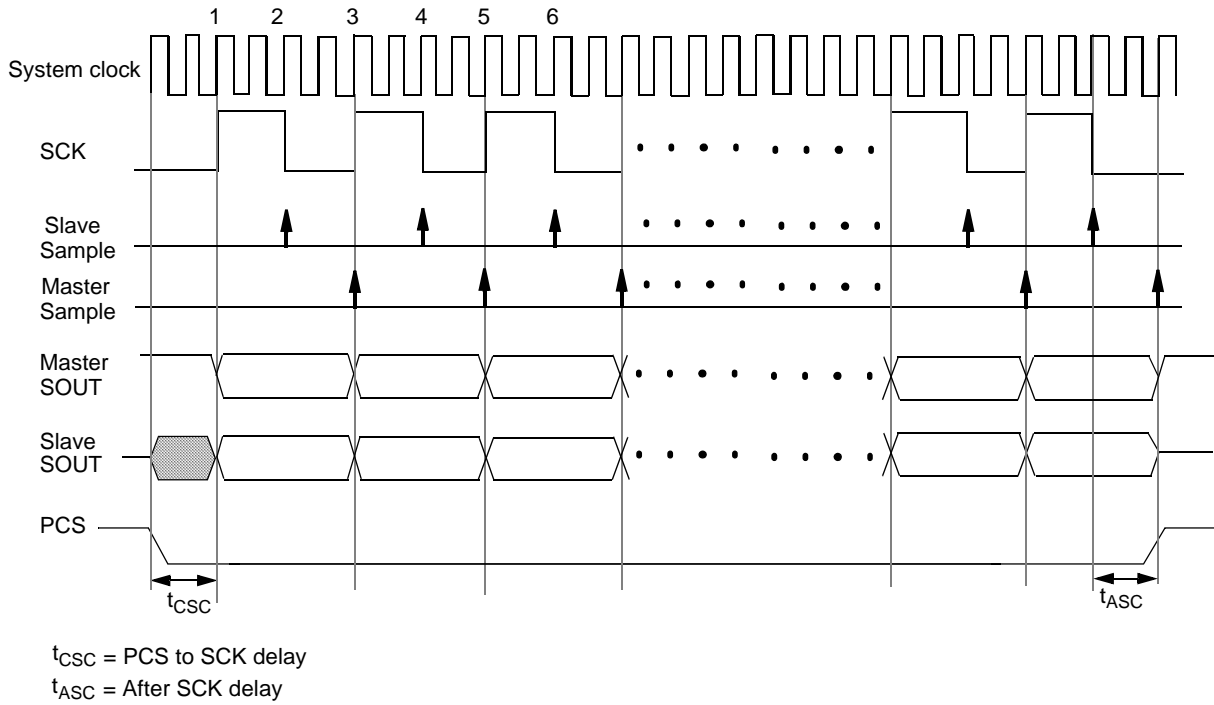 1 2 3 4 5 6
System clock
SCK
Slave
Sample
Master
Sample
Master
SOUT
Slave
SOUT
PCS
tCSC
tASC
tCSC = PCS to SCK delay
tASC = After SCK delay